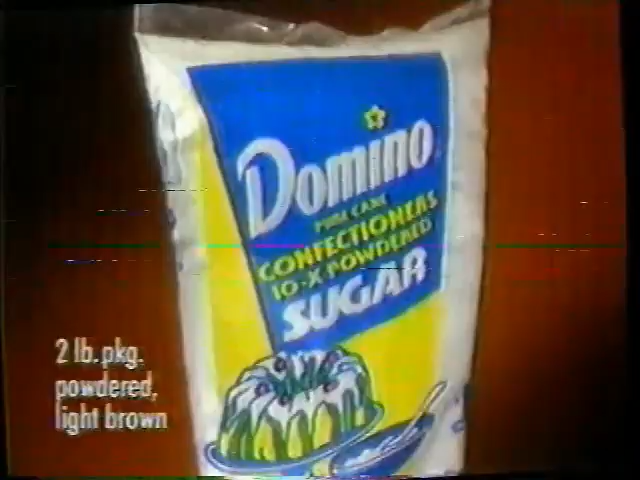 Domino
PURE CANE
CONFECTIONERS
10-X POWDERED
SUGAR
2 lb. pkg.
powdered,
light brown